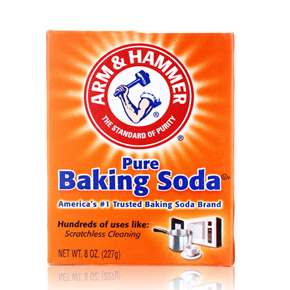 ARM & HAMMER
THE STANDARD OF PURITY
Pure
Baking Soda
America's #1 Trusted Baking Soda Brand
Hundreds of uses like:
Scratchless Cleaning
NET WT. 8 OZ. (227g)